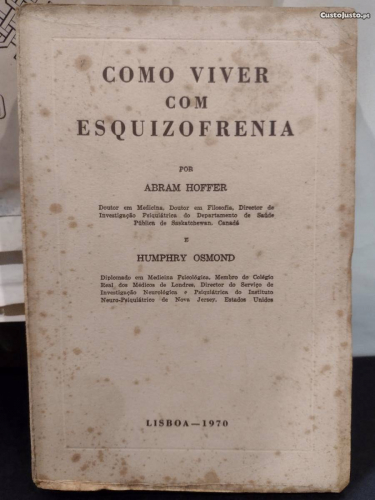 CustoJusto.pt
COMO VIVER
COM
ESQUIZOFRENIA
POR
ABRAM HOFFER
Doutor em Medicina, Doutor em Filosofia, Director de
Investigação Psiquiátrica do Departamento de Saúde
Pública de Saskatchewan, Canadá
E
HUMPHRY OSMOND
Diplomado em Medicina Psicológica, Membro do Colégio
Real dos Médicos de Londres, Director do Serviço de
Investigação Neurológica e Psiquiátrica do Instituto
Neuro-Psiquiátrico de Nova Jersey, Estados Unidos
LISBOA — 1970